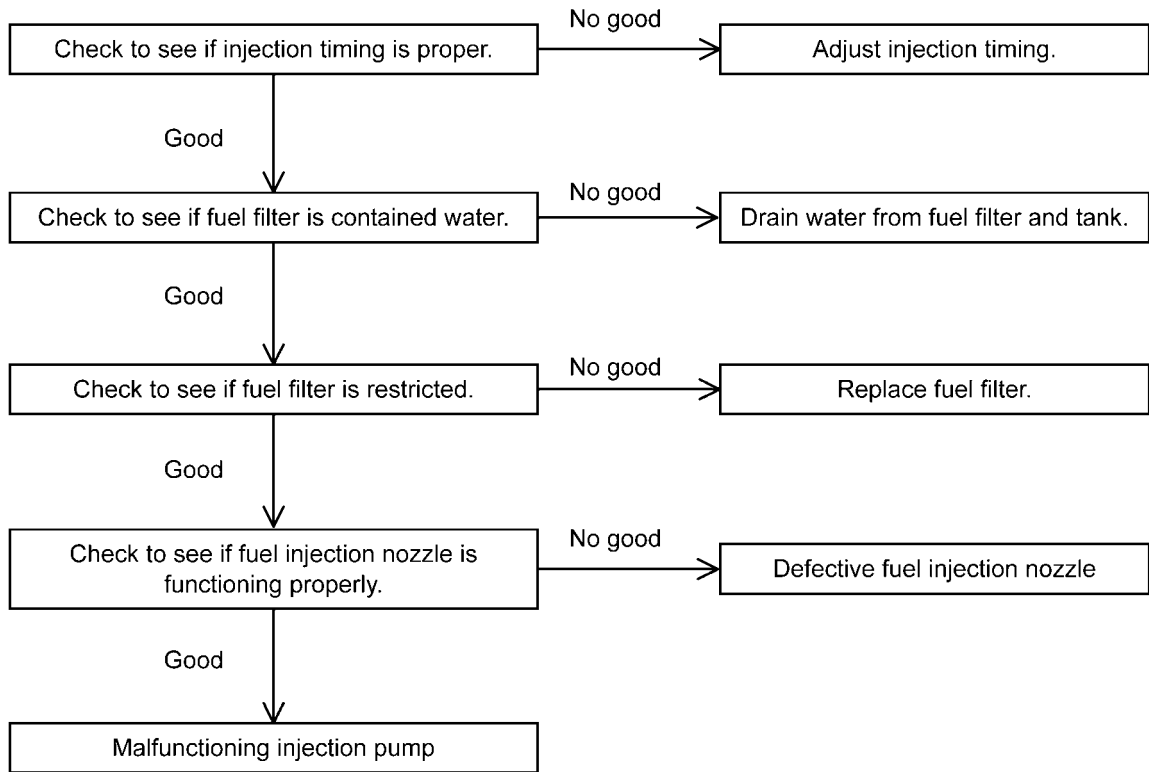 Check to see if injection timing is proper.
No good
Adjust injection timing.
Good
Check to see if fuel filter is contained water.
No good
Drain water from fuel filter and tank.
Good
Check to see if fuel filter is restricted.
No good
Replace fuel filter.
Good
Check to see if fuel injection nozzle is
functioning properly.
No good
Defective fuel injection nozzle
Good
Malfunctioning injection pump